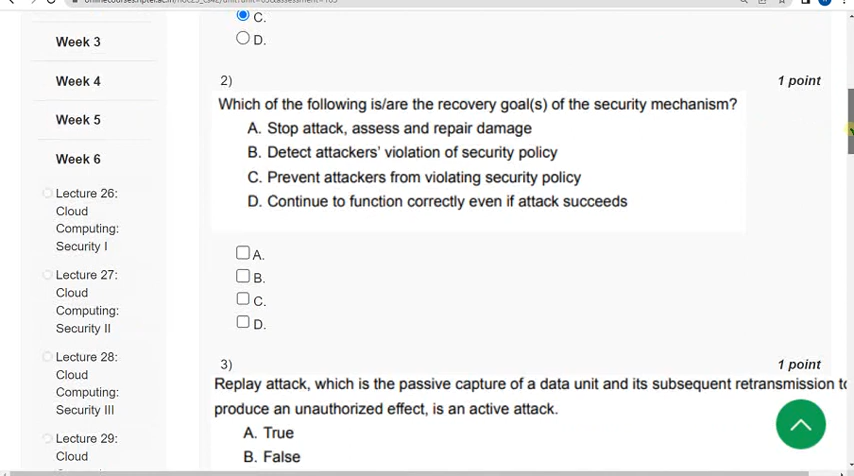 C.
D.
Week 3
Week 4
Week 5
Week 6
Lecture 26:
Cloud
Computing:
Security I
Lecture 27:
Cloud
Computing:
Security II
Lecture 28:
Cloud
Computing:
Security III
Lecture 29:
Cloud
2)
1 point
Which of the following is/are the recovery goal(s) of the security mechanism?
A. Stop attack, assess and repair damage
B. Detect attackers' violation of security policy
C. Prevent attackers from violating security policy
D. Continue to function correctly even if attack succeeds
A.
B.
C.
D.
3)
1 point
Replay attack, which is the passive capture of a data unit and its subsequent retransmission to
produce an unauthorized effect, is an active attack.
A. True
B. False